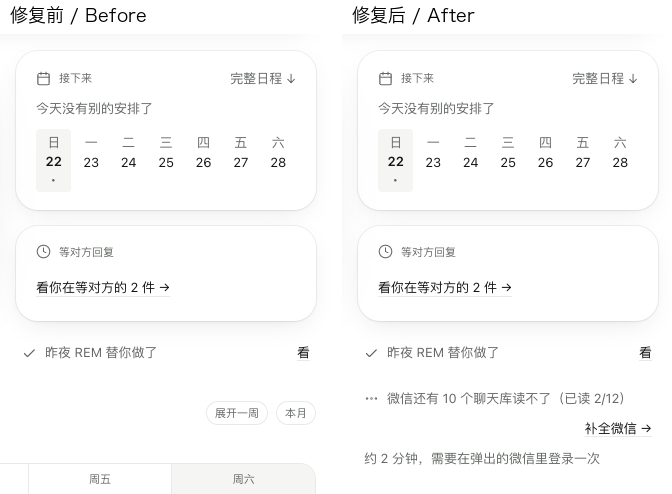 修复前 / Before
接下来
完整日程 ↓
今天没有别的安排了
日 一 二 三 四 五 六
22 23 24 25 26 27 28
等对方回复
看你在等对方的 2 件 →
昨夜 REM 替你做了
看
展开一周
本月
周五
周六
修复后 / After
接下来
完整日程 ↓
今天没有别的安排了
日 一 二 三 四 五 六
22 23 24 25 26 27 28
等对方回复
看你在等对方的 2 件 →
昨夜 REM 替你做了
看
微信还有 10 个聊天库读不了（已读 2/12）
补全微信 →
约 2 分钟，需要在弹出的微信里登录一次